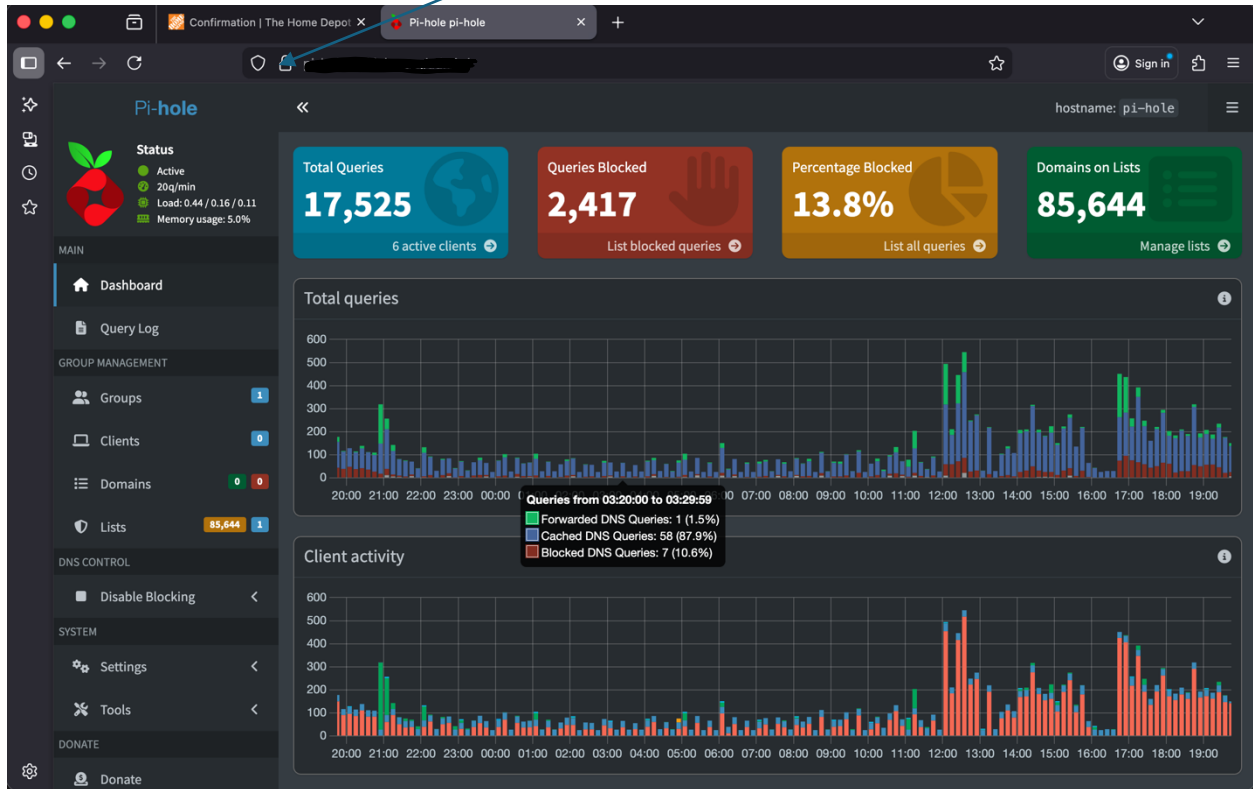 Confirmation | The Home Depot
Pi-hole pi-hole
Sign in
Pi-hole
hostname: pi-hole
Status
Active
20q/min
Load: 0.44 / 0.16 / 0.11
Memory usage: 5.0%
Total Queries
17,525
6 active clients
Queries Blocked
2,417
List blocked queries
Percentage Blocked
13.8%
List all queries
Domains on Lists
85,644
Manage lists
MAIN
Dashboard
Query Log
GROUP MANAGEMENT
Groups 1
Clients 0
Domains 0 0
Lists 85,644 1
DNS CONTROL
Disable Blocking
SYSTEM
Settings
Tools
DONATE
Donate
Total queries
600
500
400
300
200
100
0
20:00 21:00 22:00 23:00 00:00 06:00 07:00 08:00 09:00 10:00 11:00 12:00 13:00 14:00 15:00 16:00 17:00 18:00 19:00
Queries from 03:20:00 to 03:29:59
Forwarded DNS Queries: 1 (1.5%)
Cached DNS Queries: 58 (87.9%)
Blocked DNS Queries: 7 (10.6%)
Client activity
600
500
400
300
200
100
0
20:00 21:00 22:00 23:00 00:00 01:00 02:00 03:00 04:00 05:00 06:00 07:00 08:00 09:00 10:00 11:00 12:00 13:00 14:00 15:00 16:00 17:00 18:00 19:00